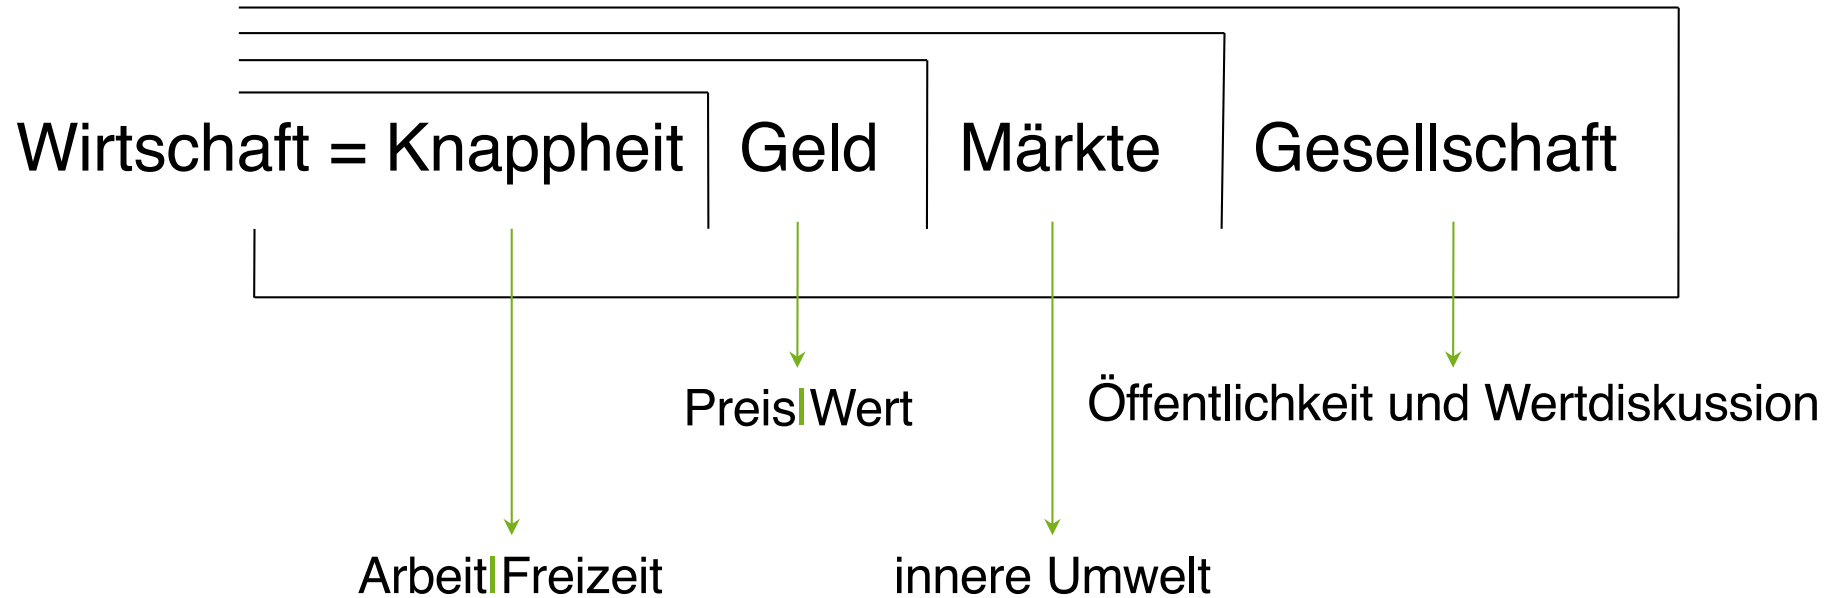 Wirtschaft = Knappheit Geld Märkte Gesellschaft
Preis|Wert Öffentlichkeit und Wertdiskussion
Arbeit|Freizeit innere Umwelt